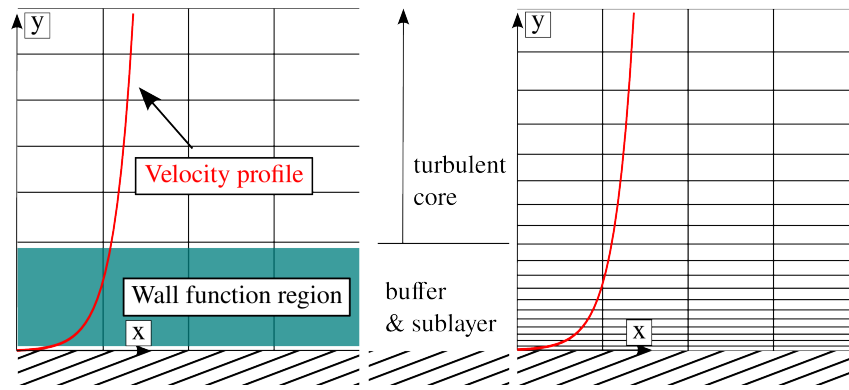 y
Velocity profile
Wall function region
x
turbulent
core
buffer
& sublayer
y
x